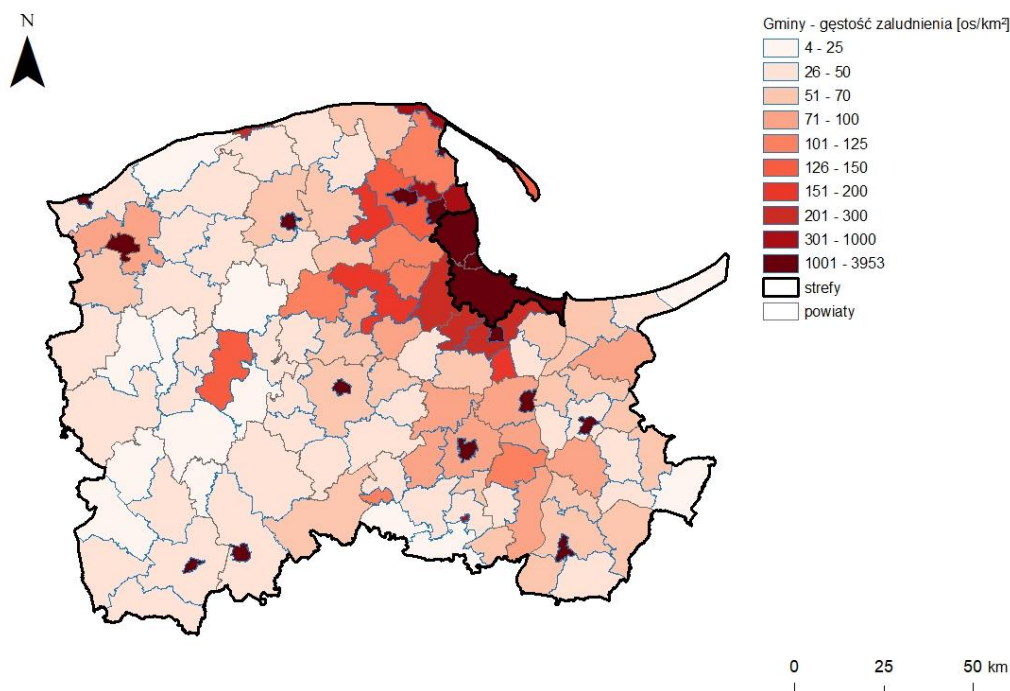 N
Gminy - gęstość zaludnienia [os/km²]
4 - 25
26 - 50
51 - 70
71 - 100
101 - 125
126 - 150
151 - 200
201 - 300
301 - 1000
1001 - 3953
strefy
powiaty
0 25 50 km